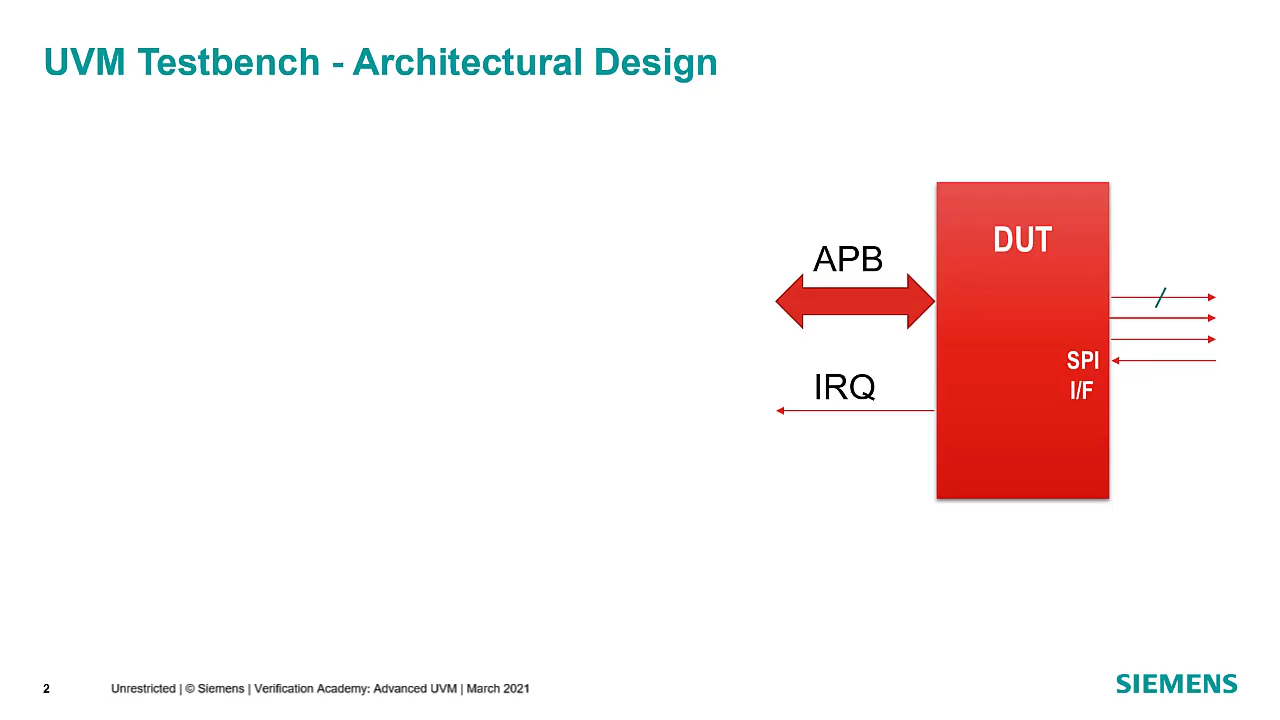 UVM Testbench - Architectural Design
DUT
APB
SPI
I/F
IRQ
2
Unrestricted | © Siemens | Verification Academy: Advanced UVM | March 2021
SIEMENS